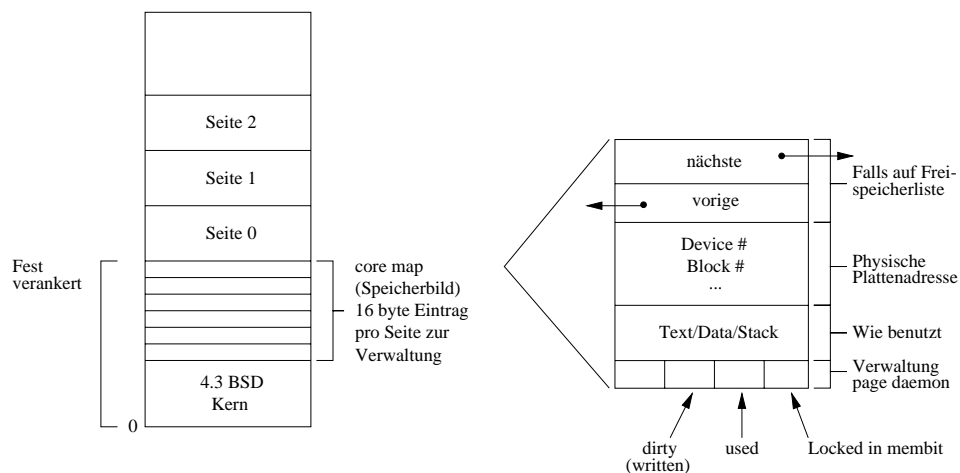 Seite 2
Seite 1
Seite 0
Fest
verankert
core map
(Speicherbild)
16 byte Eintrag
pro Seite zur
Verwaltung
4.3 BSD
Kern
0
nächste
vorige
Device #
Block #
...
Text/Data/Stack
Falls auf Frei-
speicherliste
Physische
Plattenadresse
Wie benutzt
Verwaltung
page daemon
dirty
(written)
used
Locked in membit